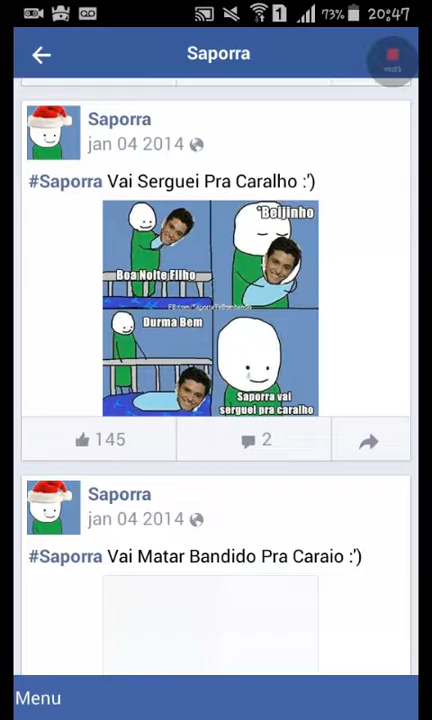 73% 20:47
Saporra
Saporra
jan 04 2014
#Saporra Vai Serguei Pra Caralho :')
*Beijinho
Boa Noite Filho
Durma Bem
Saporra vai
serguei pra caralho
145
2
Saporra
jan 04 2014
#Saporra Vai Matar Bandido Pra Caraio :')
Menu